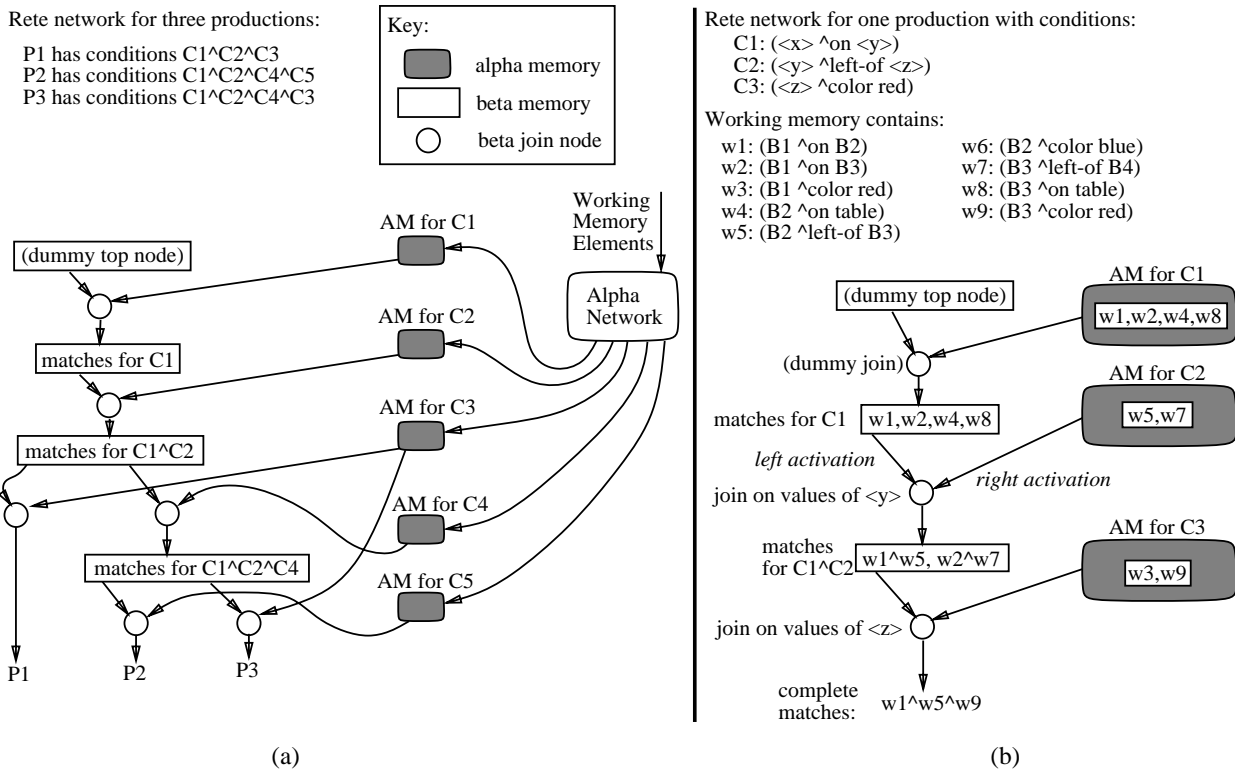 Rete network for three productions:
P1 has conditions C1^C2^C3
P2 has conditions C1^C2^C4^C5
P3 has conditions C1^C2^C4^C3
Key:
alpha memory
beta memory
beta join node
Working
Memory
Elements
AM for C1
(dummy top node)
Alpha
Network
AM for C2
matches for C1
AM for C3
matches for C1^C2
AM for C4
matches for C1^C2^C4
AM for C5
P1
P2
P3
(a)
Rete network for one production with conditions:
C1: (<x> ^on <y>)
C2: (<y> ^left-of <z>)
C3: (<z> ^color red)
Working memory contains:
w1: (B1 ^on B2)
w2: (B1 ^on B3)
w3: (B1 ^color red)
w4: (B2 ^on table)
w5: (B2 ^left-of B3)
w6: (B2 ^color blue)
w7: (B3 ^left-of B4)
w8: (B3 ^on table)
w9: (B3 ^color red)
AM for C1
(dummy top node)
w1,w2,w4,w8
(dummy join)
AM for C2
matches for C1
w1,w2,w4,w8
w5,w7
left activation
right activation
join on values of <y>
AM for C3
matches
for C1^C2
w1^w5, w2^w7
w3,w9
join on values of <z>
complete
matches:
w1^w5^w9
(b)